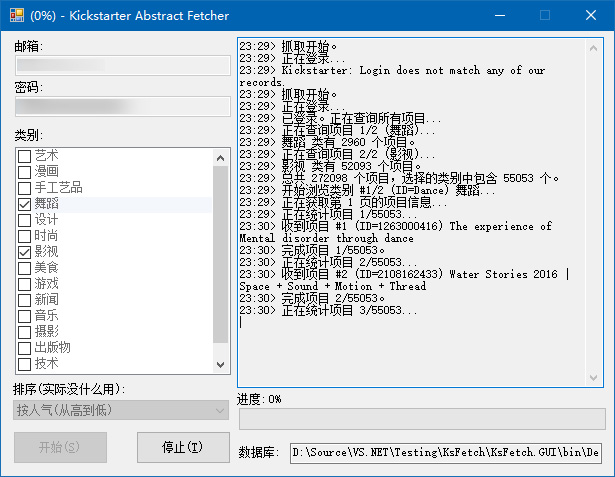 (0%) - Kickstarter Abstract Fetcher
邮箱:
密码:
类别:
艺术
漫画
手工艺品
舞蹈
设计
时尚
影视
美食
游戏
新闻
音乐
摄影
出版物
技术
排序(实际没什么用):
按人气(从高到低)
开始(S)
停止(T)
23:29> 抓取开始。
23:29> 正在登录...
23:29> Kickstarter: Login does not match any of our
records.
23:29> 抓取开始。
23:29> 正在登录...
23:29> 已登录。正在查询所有项目...
23:29> 正在查询项目 1/2 (舞蹈)...
23:29> 舞蹈 类有 2960 个项目。
23:29> 正在查询项目 2/2 (影视)...
23:29> 影视 类有 52093 个项目。
23:29> 总共 272098 个项目，选择的类别中包含 55053 个。
23:29> 开始浏览类别 #1/2 (ID=Dance) 舞蹈...
23:29> 正在获取第 1 页的项目信息...
23:30> 正在统计项目 1/55053...
23:30> 收到项目 #1 (ID=1263000416) The experience of
Mental disorder through dance
23:30> 完成项目 1/55053。
23:30> 正在统计项目 2/55053...
23:30> 收到项目 #2 (ID=2108162433) Water Stories 2016 |
Space + Sound + Motion + Thread
23:30> 完成项目 2/55053。
23:30> 正在统计项目 3/55053...
进度: 0%
数据库: D:\Source\VS.NET\Testing\KsFetch\KsFetch.GUI\bin\De